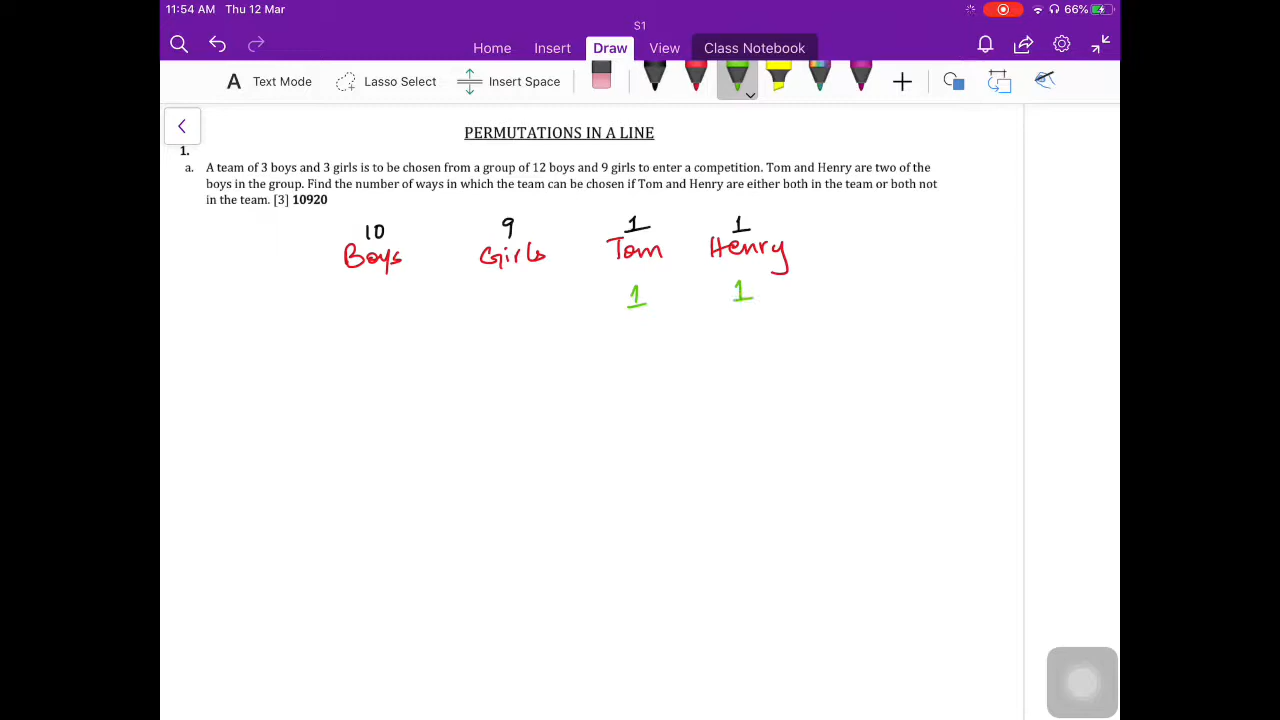 11:54 AM Thu 12 Mar
66%
S1
Home Insert Draw View Class Notebook
A Text Mode Lasso Select Insert Space
PERMUTATIONS IN A LINE
1.
a. A team of 3 boys and 3 girls is to be chosen from a group of 12 boys and 9 girls to enter a competition. Tom and Henry are two of the
boys in the group. Find the number of ways in which the team can be chosen if Tom and Henry are either both in the team or both not
in the team. [3] 10920
10 9 1 1
Boys Girls Tom Henry
1 1